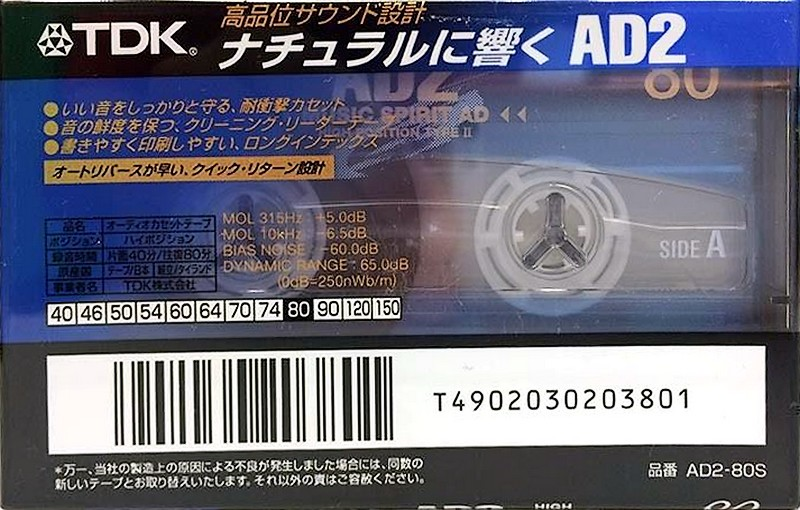 高品位サウンド設計
TDK® ナチュラルに響く AD2
AD2
80
MUSIC SPIRIT AD
HIGH POSITION TYPE II
●いい音をしっかりと守る、耐衝撃カセット
●音の鮮度を保つ、クリーニング・リーダーテープ
●書きやすく印刷しやすい、ロングインデックス
オートリバースが早い、クイック・リターン設計
品名 オーディオカセットテープ
ポジション ハイポジション
録音時間 片面40分/往復80分
原産国 テープ/日本 組立/タイランド
事業者名 TDK株式会社
MOL 315Hz : +5.0dB
MOL 10kHz : -6.5dB
BIAS NOISE : -60.0dB
DYNAMIC RANGE : 65.0dB
(0dB=250nWb/m)
SIDE A
40 46 50 54 60 64 70 74 80 90 120 150
T4902030203801
*万一、当社の製造上の原因による不良が発生しました場合には、同数の
新しいテープとお取り替えいたします。それ以外の責はご容赦ください。
品番 AD2-80S
AD2 HIGH 80